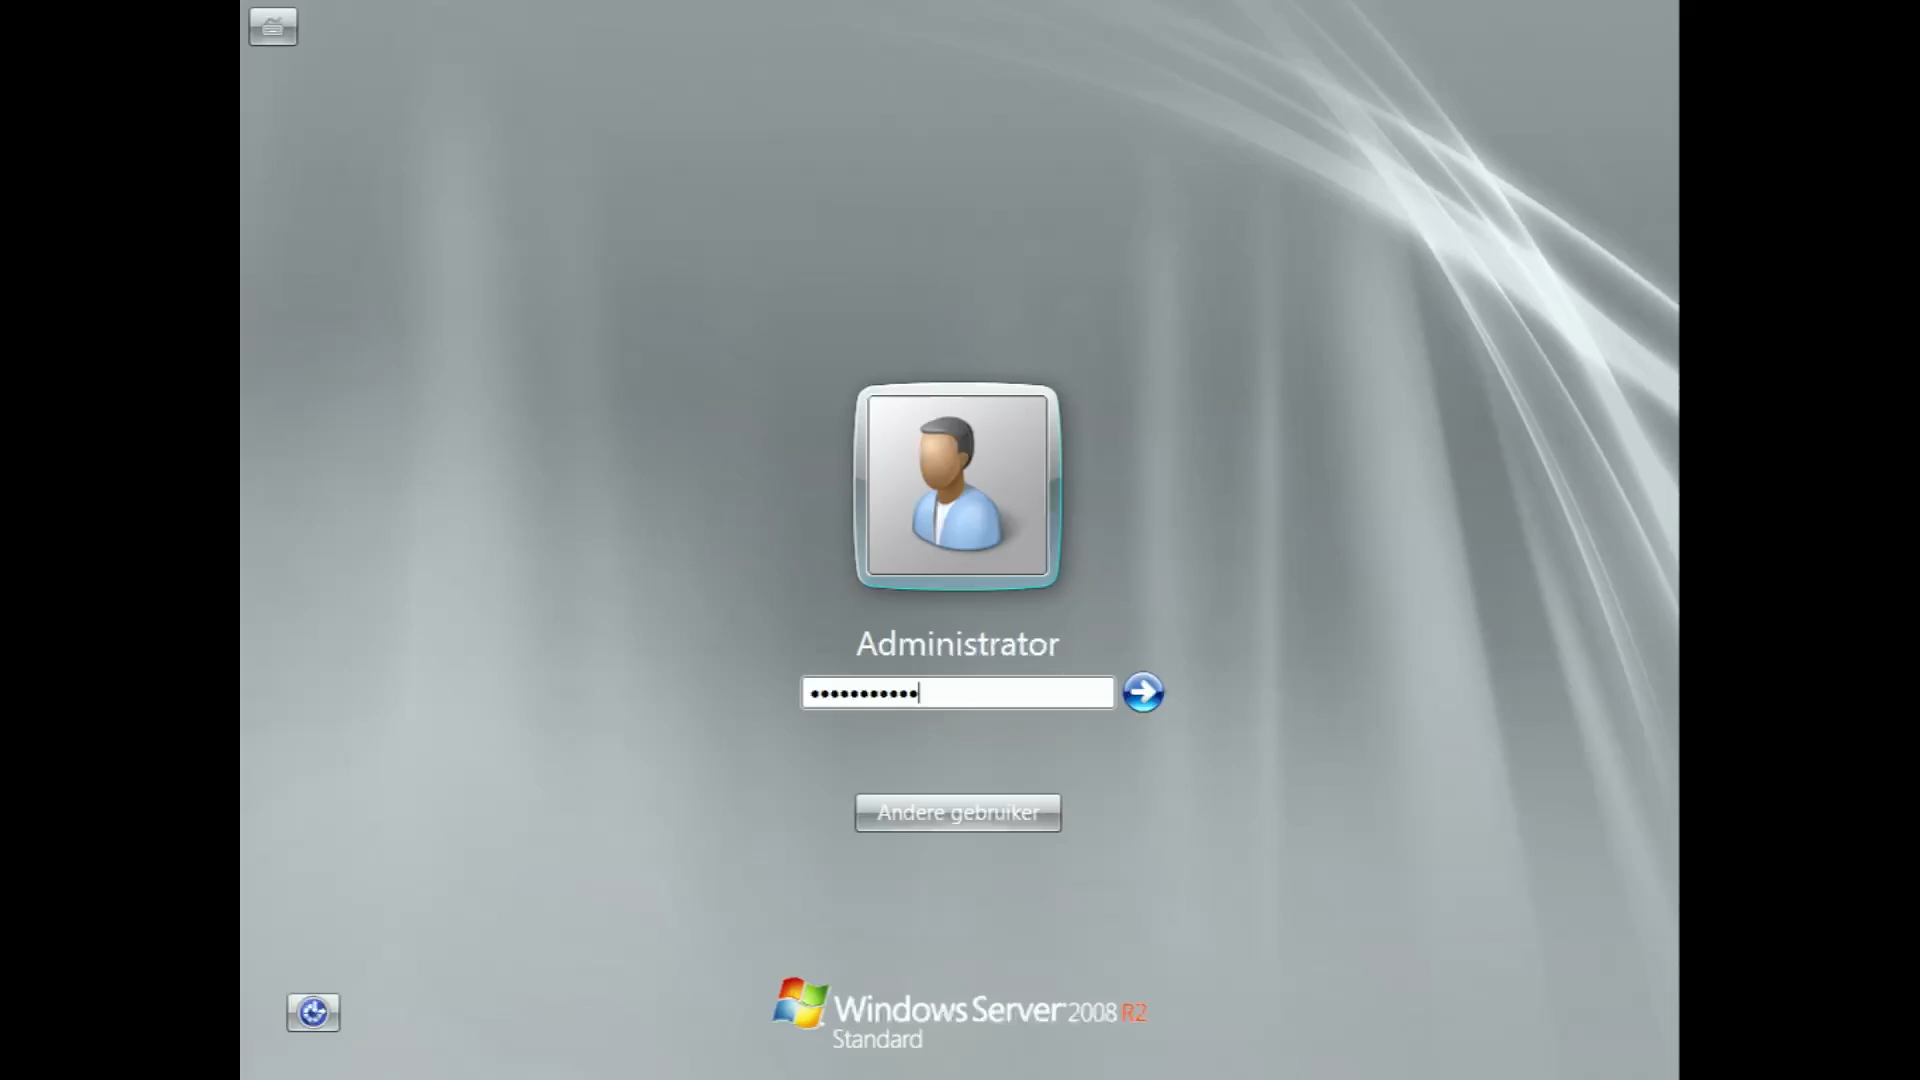 Administrator
•••••••••••
Andere gebruiker
Windows Server 2008 R2
Standard